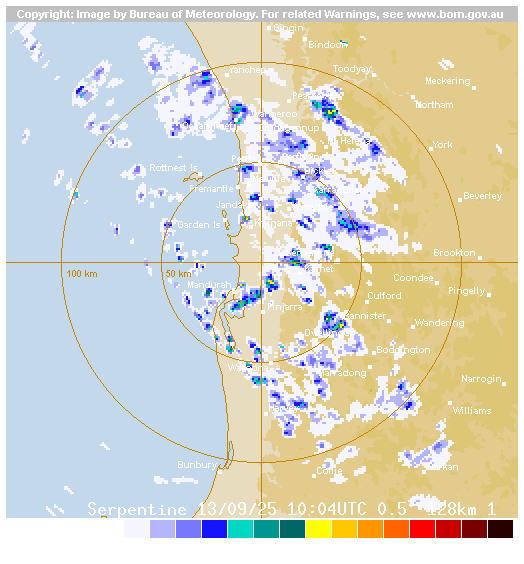 Copyright: Image by Bureau of Meteorology. For related Warnings, see www.bom.gov.au
Gingin
Bindoon
Yanchep
Toodyay
Meckering
Northam
York
Rottnest Is
Fremantle
Beverley
Garden Is
Brookton
100 km
50 km
Mandurah
Coondee
Pingelly
Culford
Pinjarra
Bannister
Wandering
Boddington
Marradong
Narrogin
Williams
Bunbury
Collie
Serpentine 13/09/25 10:04UTC 0.5° 128km 1